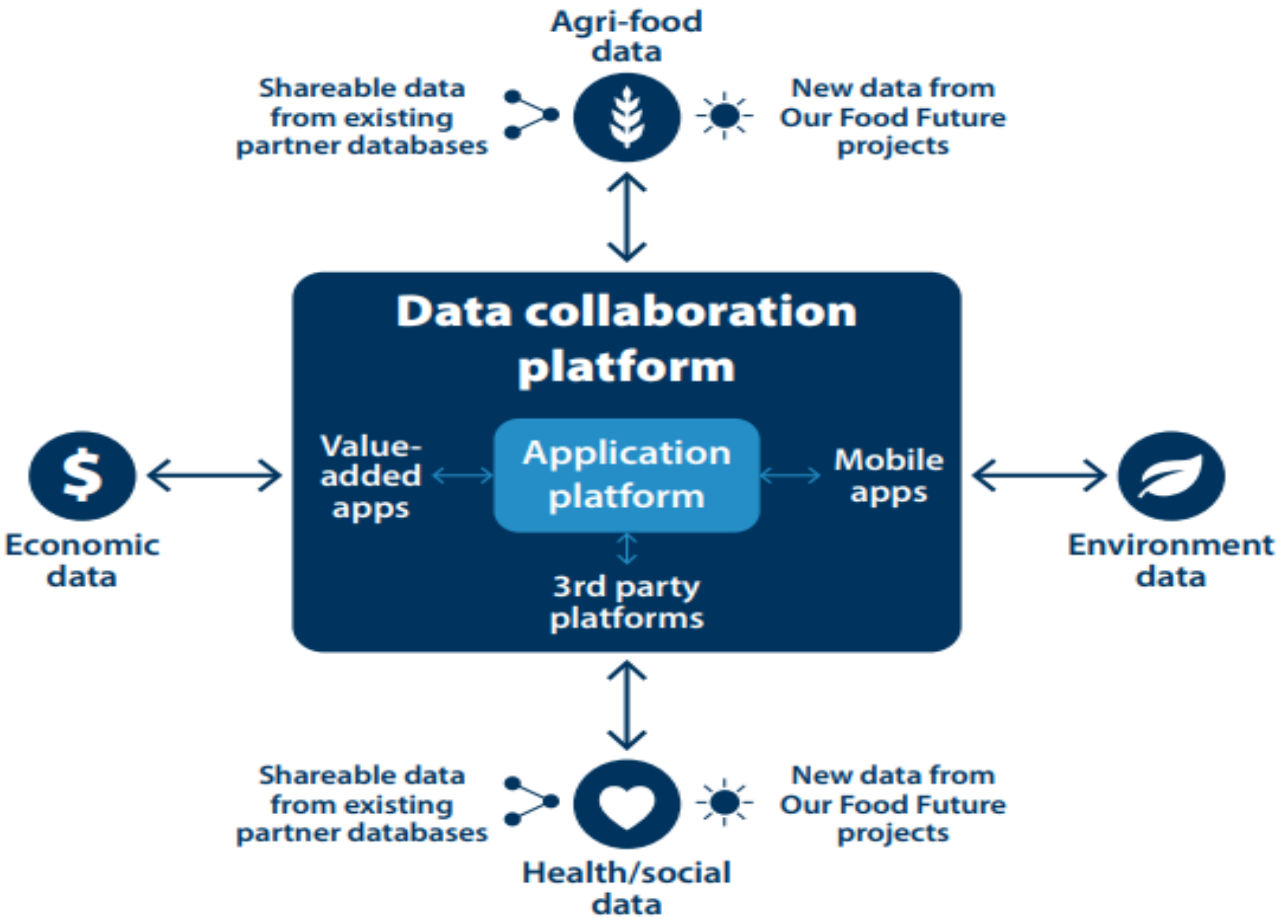 Agri-food
data
Shareable data
from existing
partner databases
New data from
Our Food Future
projects
Data collaboration
platform
Value-
added
apps
Application
platform
Mobile
apps
3rd party
platforms
$
Economic
data
Environment
data
Shareable data
from existing
partner databases
New data from
Our Food Future
projects
Health/social
data